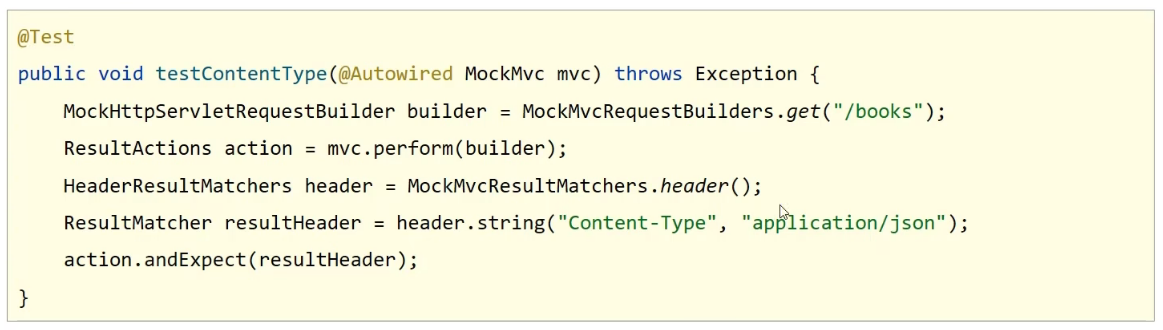 @Test
public void testContentType(@Autowired MockMvc mvc) throws Exception {
    MockHttpServletRequestBuilder builder = MockMvcRequestBuilders.get("/books");
    ResultActions action = mvc.perform(builder);
    HeaderResultMatchers header = MockMvcResultMatchers.header();
    ResultMatcher resultHeader = header.string("Content-Type", "application/json");
    action.andExpect(resultHeader);
}